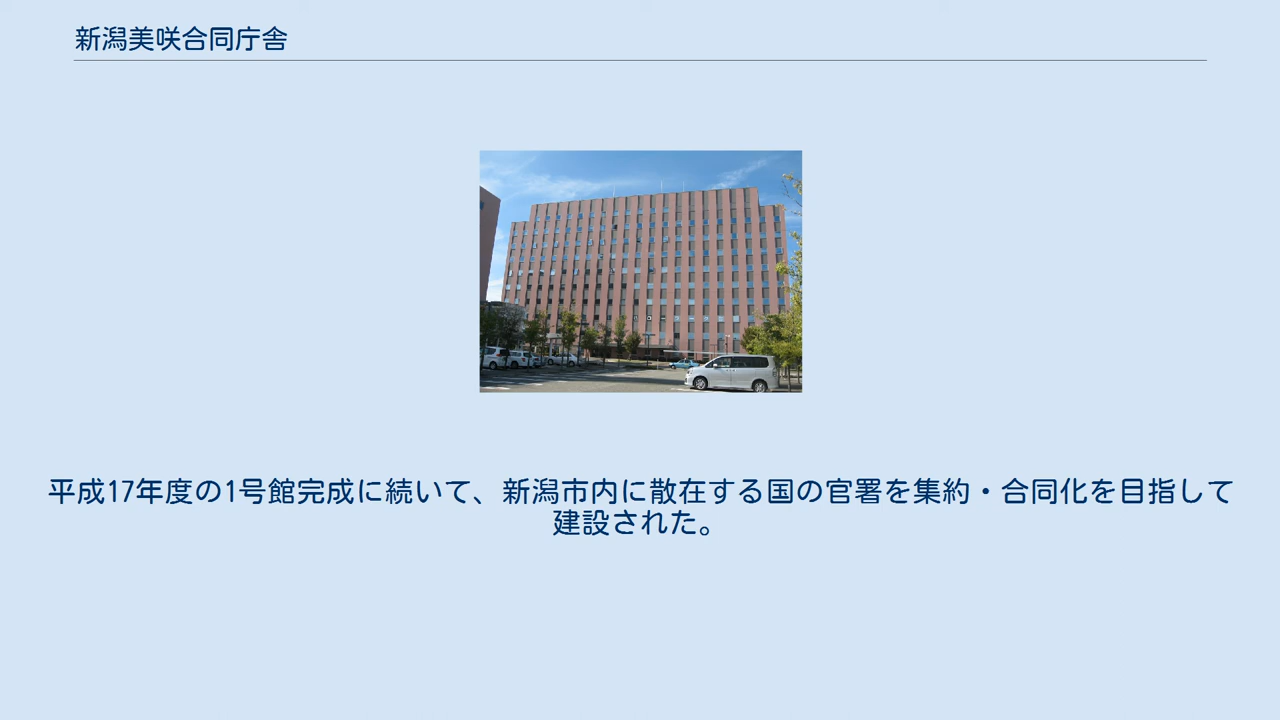 新潟美咲合同庁舎
平成17年度の1号館完成に続いて、新潟市内に散在する国の官署を集約・合同化を目指して
建設された。